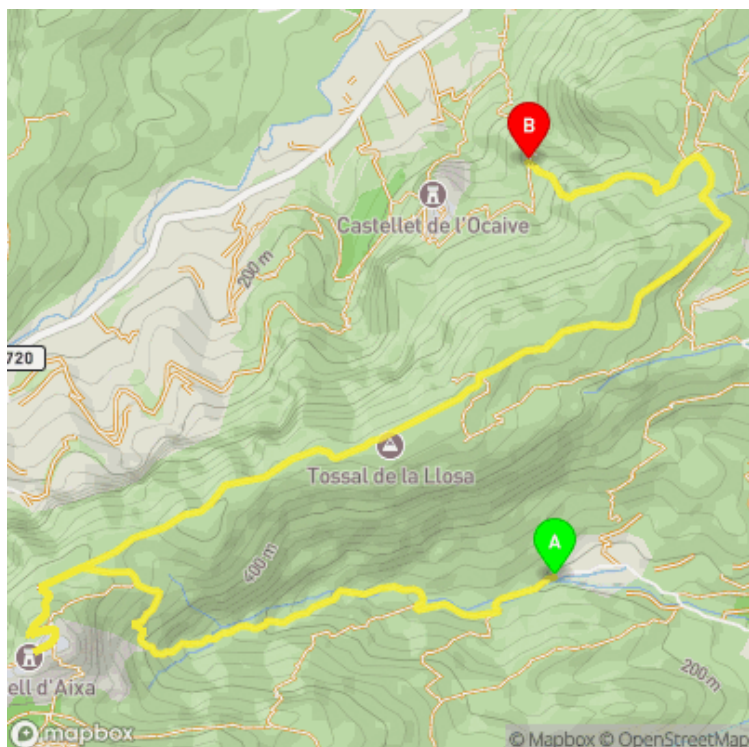 B
Castellet de l'Ocaive
200 m
720
Tossal de la Llosa
A
400 m
ell d'Aixa
200 m
mapbox
© Mapbox © OpenStreetMap